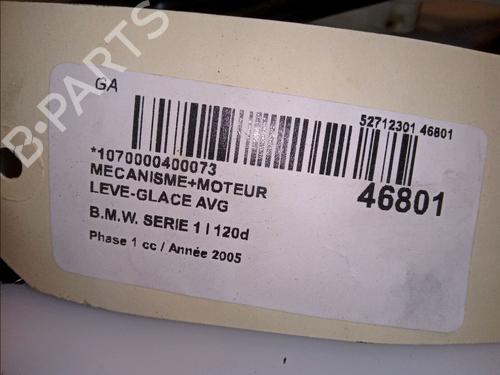 B-PARTS
GA
52712301 46801
*1070000400073
MECANISME+MOTEUR
LEVE-GLACE AVG
46801
B.M.W. SERIE 1 I 120d
Phase 1 cc / Année 2005